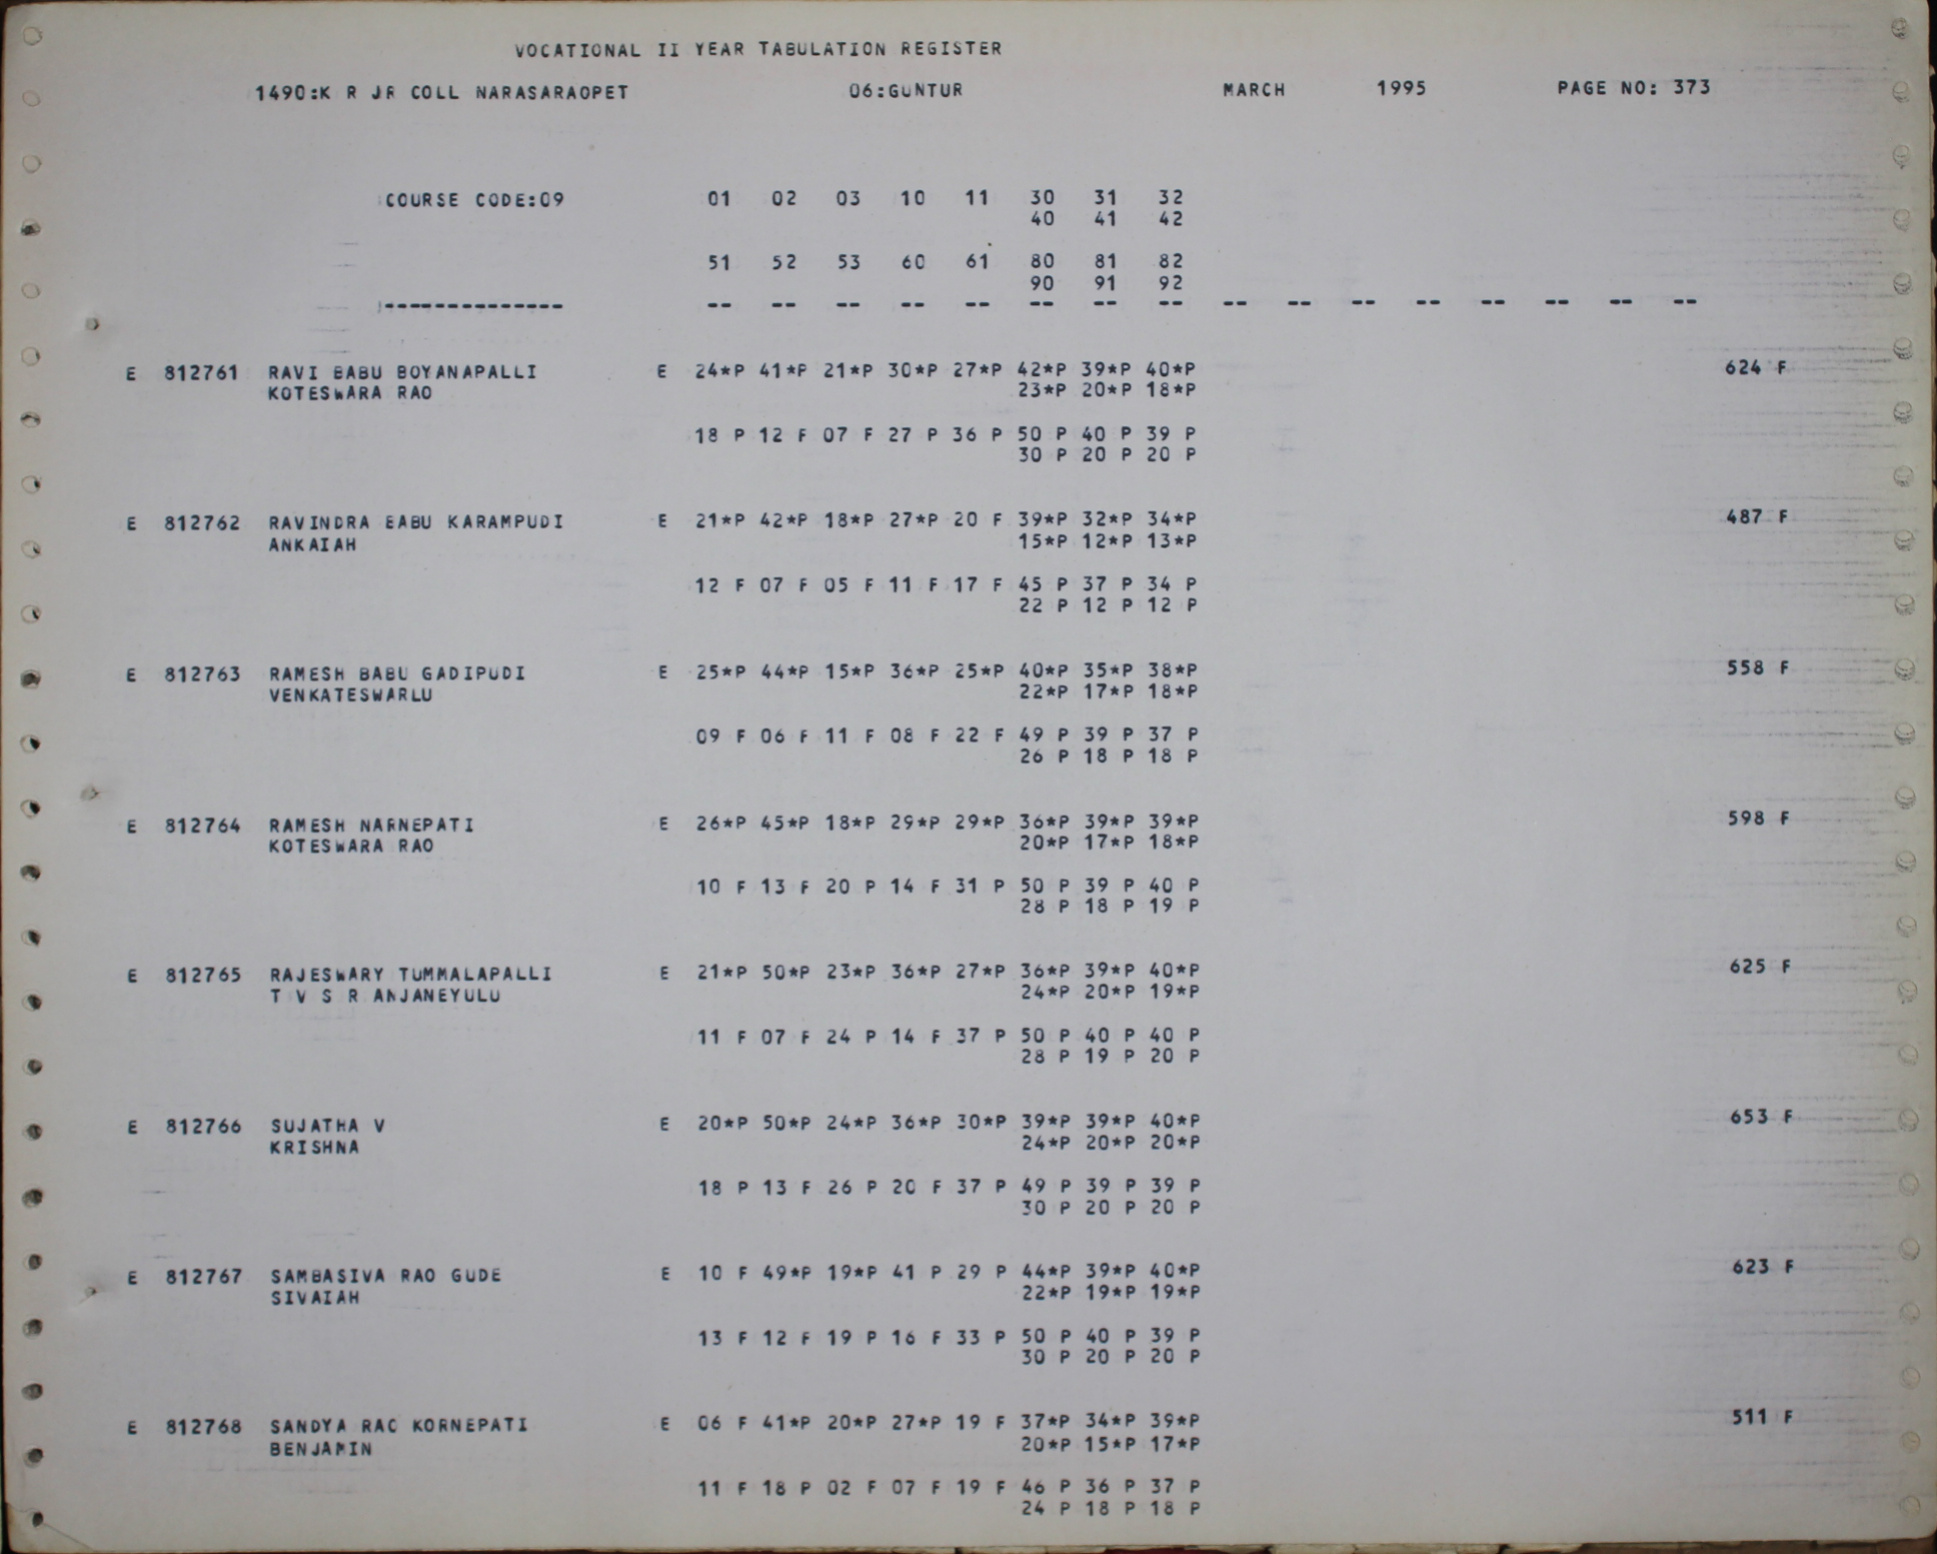 VOCATIONAL II YEAR TABULATION REGISTER
1490:K R JR COLL NARASARAOPET 06:GUNTUR MARCH 1995 PAGE NO: 373
COURSE CODE:09 01 02 03 10 11 30 31 32
40 41 42
51 52 53 60 61 80 81 82
90 91 92
-------------- -- -- -- -- -- -- -- -- -- -- -- -- -- -- -- --
E 812761 RAVI BABU BOYANAPALLI E 24*P 41*P 21*P 30*P 27*P 42*P 39*P 40*P 624 F
KOTESWARA RAO 23*P 20*P 18*P
18 P 12 F 07 F 27 P 36 P 50 P 40 P 39 P
30 P 20 P 20 P
E 812762 RAVINDRA BABU KARAMPUDI E 21*P 42*P 18*P 27*P 20 F 39*P 32*P 34*P 487 F
ANKAIAH 15*P 12*P 13*P
12 F 07 F 05 F 11 F 17 F 45 P 37 P 34 P
22 P 12 P 12 P
E 812763 RAMESH BABU GADIPUDI E 25*P 44*P 15*P 36*P 25*P 40*P 35*P 38*P 558 F
VENKATESWARLU 22*P 17*P 18*P
09 F 06 F 11 F 08 F 22 F 49 P 39 P 37 P
26 P 18 P 18 P
E 812764 RAMESH NARNEPATI E 26*P 45*P 18*P 29*P 29*P 36*P 39*P 39*P 598 F
KOTESWARA RAO 20*P 17*P 18*P
10 F 13 F 20 P 14 F 31 P 50 P 39 P 40 P
28 P 18 P 19 P
E 812765 RAJESWARY TUMMALAPALLI E 21*P 50*P 23*P 36*P 27*P 36*P 39*P 40*P 625 F
T V S R ANJANEYULU 24*P 20*P 19*P
11 F 07 F 24 P 14 F 37 P 50 P 40 P 40 P
28 P 19 P 20 P
E 812766 SUJATHA V E 20*P 50*P 24*P 36*P 30*P 39*P 39*P 40*P 653 F
KRISHNA 24*P 20*P 20*P
18 P 13 F 26 P 20 F 37 P 49 P 39 P 39 P
30 P 20 P 20 P
E 812767 SAMBASIVA RAO GUDE E 10 F 49*P 19*P 41 P 29 P 44*P 39*P 40*P 623 F
SIVAIAH 22*P 19*P 19*P
13 F 12 F 19 P 16 F 33 P 50 P 40 P 39 P
30 P 20 P 20 P
E 812768 SANDYA RAO KORNEPATI E 06 F 41*P 20*P 27*P 19 F 37*P 34*P 39*P 511 F
BENJAMIN 20*P 15*P 17*P
11 F 18 P 02 F 07 F 19 F 46 P 36 P 37 P
24 P 18 P 18 P